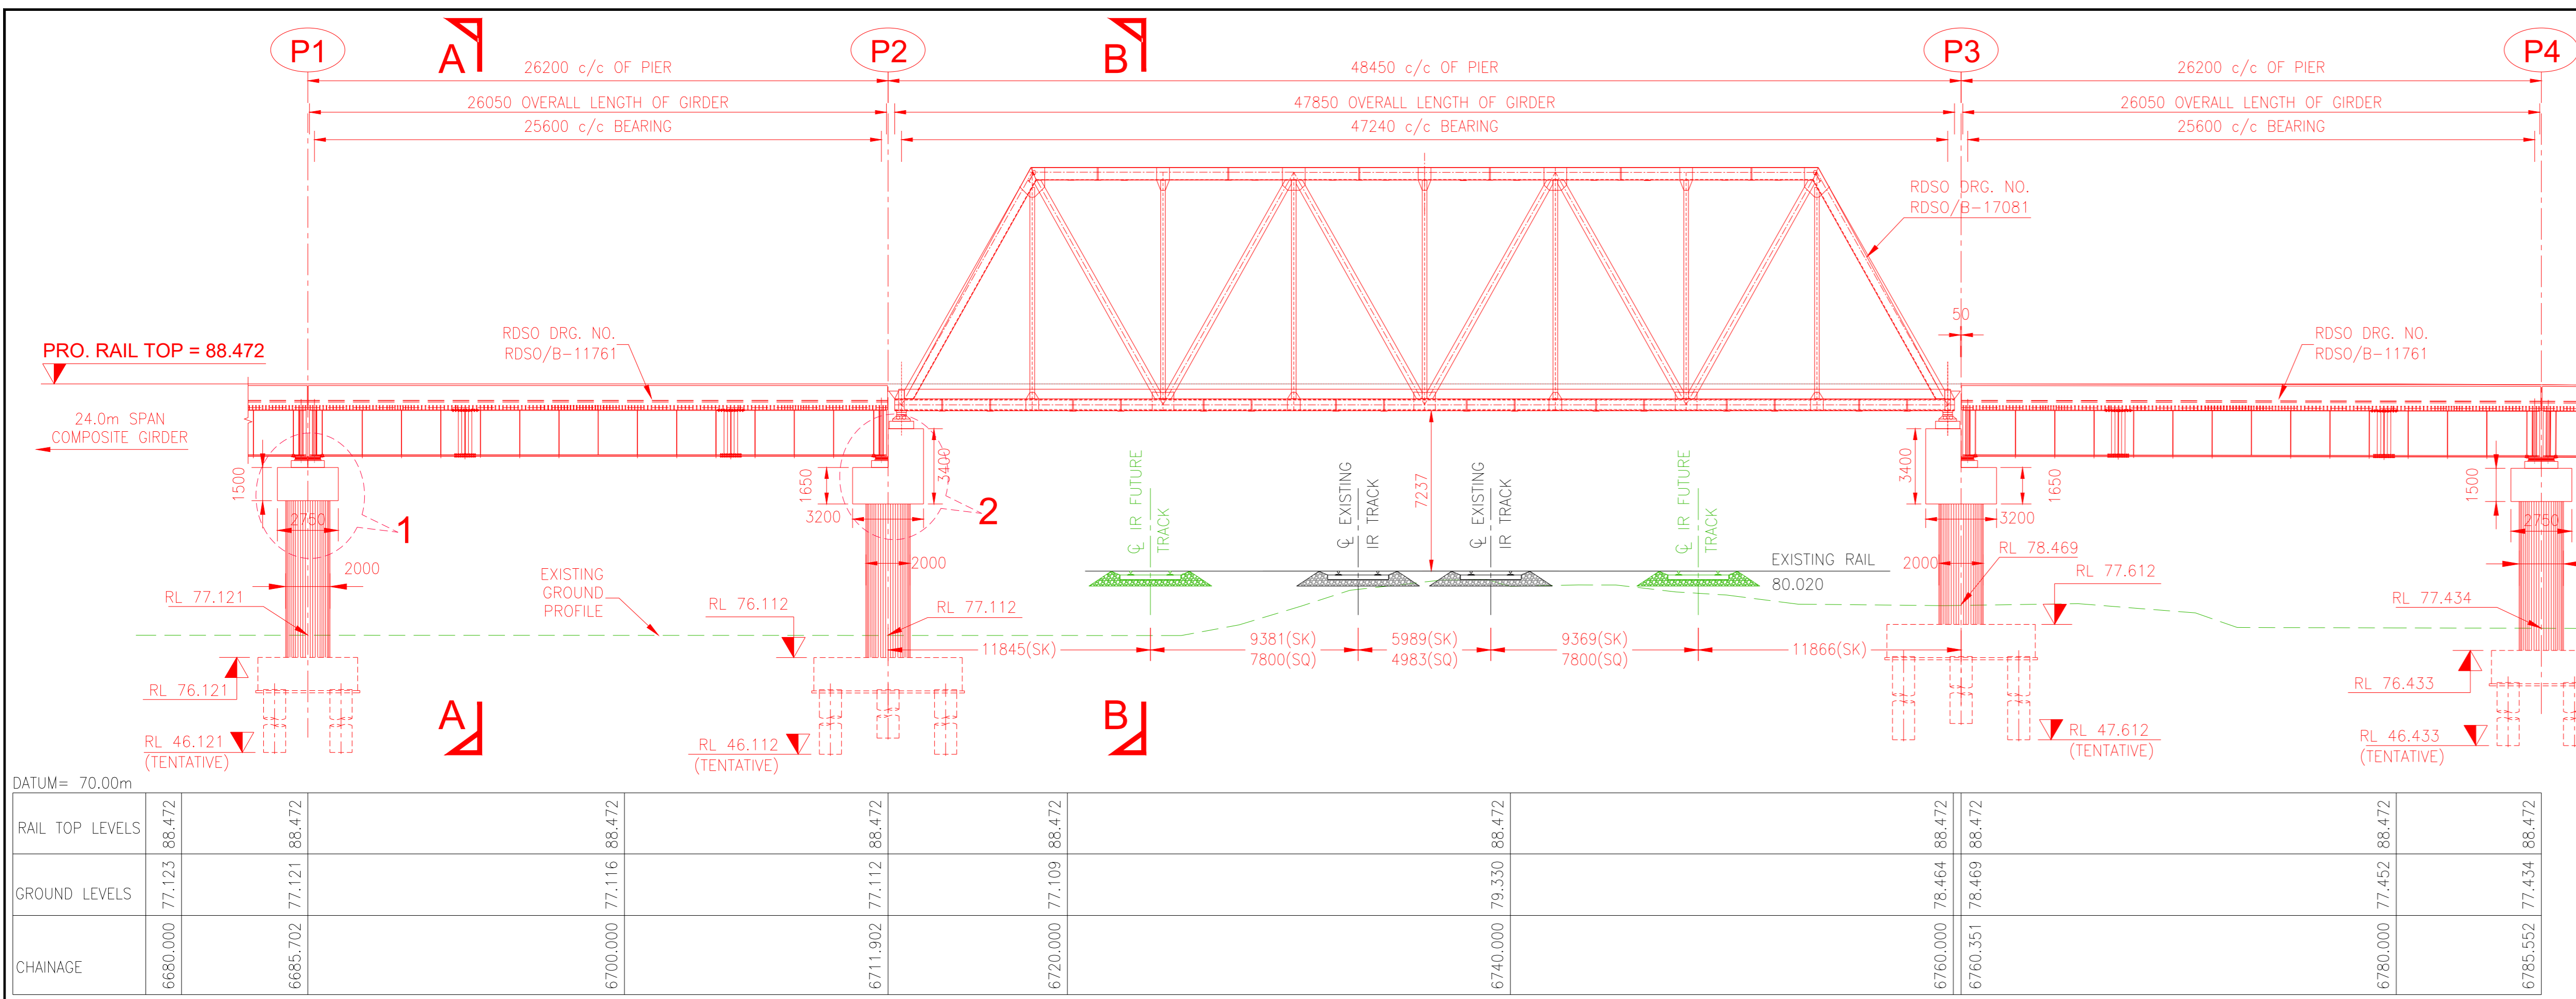 P1
A
P2
B
P3
P4
26200 c/c OF PIER
48450 c/c OF PIER
26200 c/c OF PIER
26050 OVERALL LENGTH OF GIRDER
47850 OVERALL LENGTH OF GIRDER
26050 OVERALL LENGTH OF GIRDER
25600 c/c BEARING
47240 c/c BEARING
25600 c/c BEARING
RDSO DRG. NO.
RDSO/B-17081
50
RDSO DRG. NO.
RDSO/B-11761
RDSO DRG. NO.
RDSO/B-11761
PRO. RAIL TOP = 88.472
24.0m SPAN
COMPOSITE GIRDER
1500
2750
1
2000
1650
3200
3400
2
2000
7237
℄ IR FUTURE
TRACK
℄ EXISTING
IR TRACK
℄ EXISTING
IR TRACK
℄ IR FUTURE
TRACK
EXISTING RAIL
80.020
3400
1650
3200
2000
1500
2750
EXISTING
GROUND
PROFILE
RL 77.121
RL 76.112
RL 77.112
RL 78.469
RL 77.612
RL 77.434
11845(SK)
9381(SK)
7800(SQ)
5989(SK)
4983(SQ)
9369(SK)
7800(SQ)
11866(SK)
RL 76.121
RL 76.433
A
B
RL 46.121
(TENTATIVE)
RL 46.112
(TENTATIVE)
RL 47.612
(TENTATIVE)
RL 46.433
(TENTATIVE)
DATUM= 70.00m
RAIL TOP LEVELS 88.472 88.472 88.472 88.472 88.472 88.472 88.472 88.472 88.472 88.472
GROUND LEVELS 77.123 77.121 77.116 77.112 77.109 79.330 78.464 78.469 77.452 77.434
CHAINAGE 6680.000 6685.702 6700.000 6711.902 6720.000 6740.000 6760.000 6760.351 6780.000 6785.552